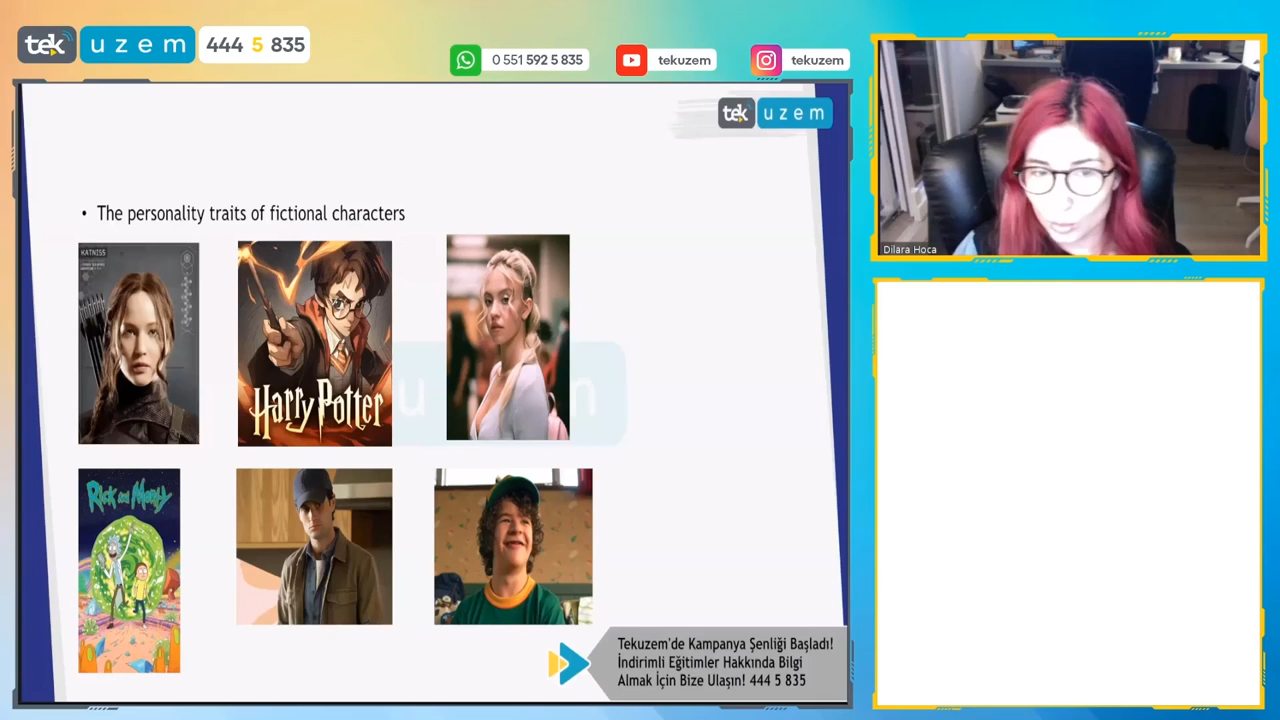 tek uzem 444 5 835
0 551 592 5 835
tekuzem
tekuzem
tek uzem
• The personality traits of fictional characters
KATNISS
Harry Potter
Rick and Morty
Tekuzem'de Kampanya Şenliği Başladı!
İndirimli Eğitimler Hakkında Bilgi
Almak İçin Bize Ulaşın! 444 5 835
Dilara Hoca